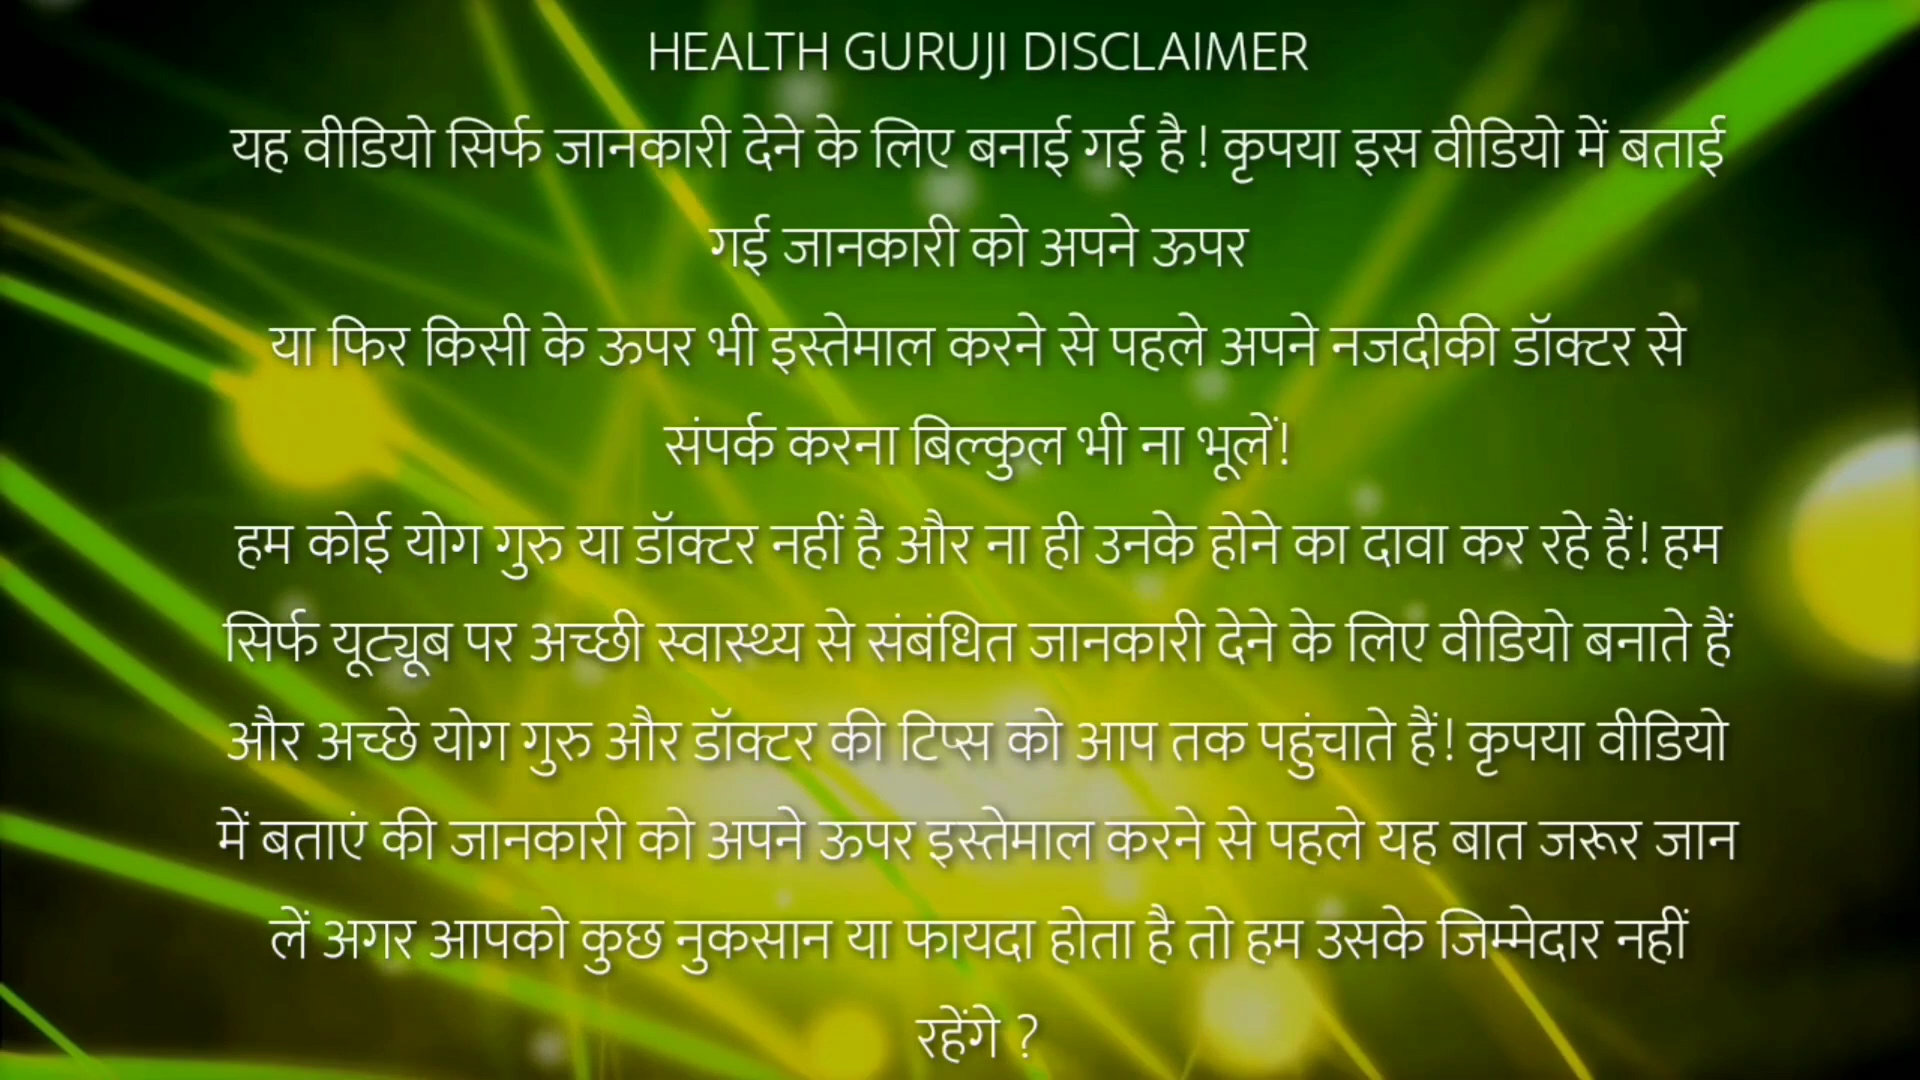 HEALTH GURUJI DISCLAIMER
यह वीडियो सिर्फ जानकारी देने के लिए बनाई गई है ! कृपया इस वीडियो में बताई
गई जानकारी को अपने ऊपर
या फिर किसी के ऊपर भी इस्तेमाल करने से पहले अपने नजदीकी डॉक्टर से
संपर्क करना बिल्कुल भी ना भूलें!
हम कोई योग गुरु या डॉक्टर नहीं है और ना ही उनके होने का दावा कर रहे हैं! हम
सिर्फ यूट्यूब पर अच्छी स्वास्थ्य से संबंधित जानकारी देने के लिए वीडियो बनाते हैं
और अच्छे योग गुरु और डॉक्टर की टिप्स को आप तक पहुंचाते हैं! कृपया वीडियो
में बताएं की जानकारी को अपने ऊपर इस्तेमाल करने से पहले यह बात जरूर जान
लें अगर आपको कुछ नुकसान या फायदा होता है तो हम उसके जिम्मेदार नहीं
रहेंगे ?